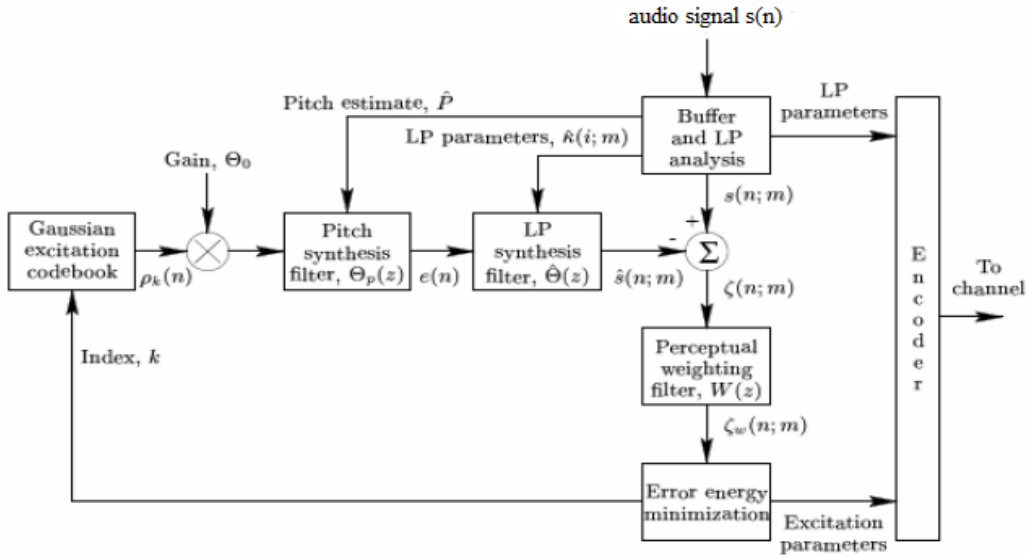 audio signal s(n)
Pitch estimate, P̂
LP parameters, κ̂(i; m)
Gain, Θ₀
Buffer
and LP
analysis
LP
parameters
s(n; m)
Gaussian
excitation
codebook
ρₖ(n)
Pitch
synthesis
filter, Θₚ(z)
e(n)
LP
synthesis
filter, Θ̂(z)
ŝ(n; m)
+
-
Σ
ζ(n; m)
Perceptual
weighting
filter, W(z)
ζ_w(n; m)
Index, k
Error energy
minimization
Excitation
parameters
E
n
c
o
d
e
r
To
channel